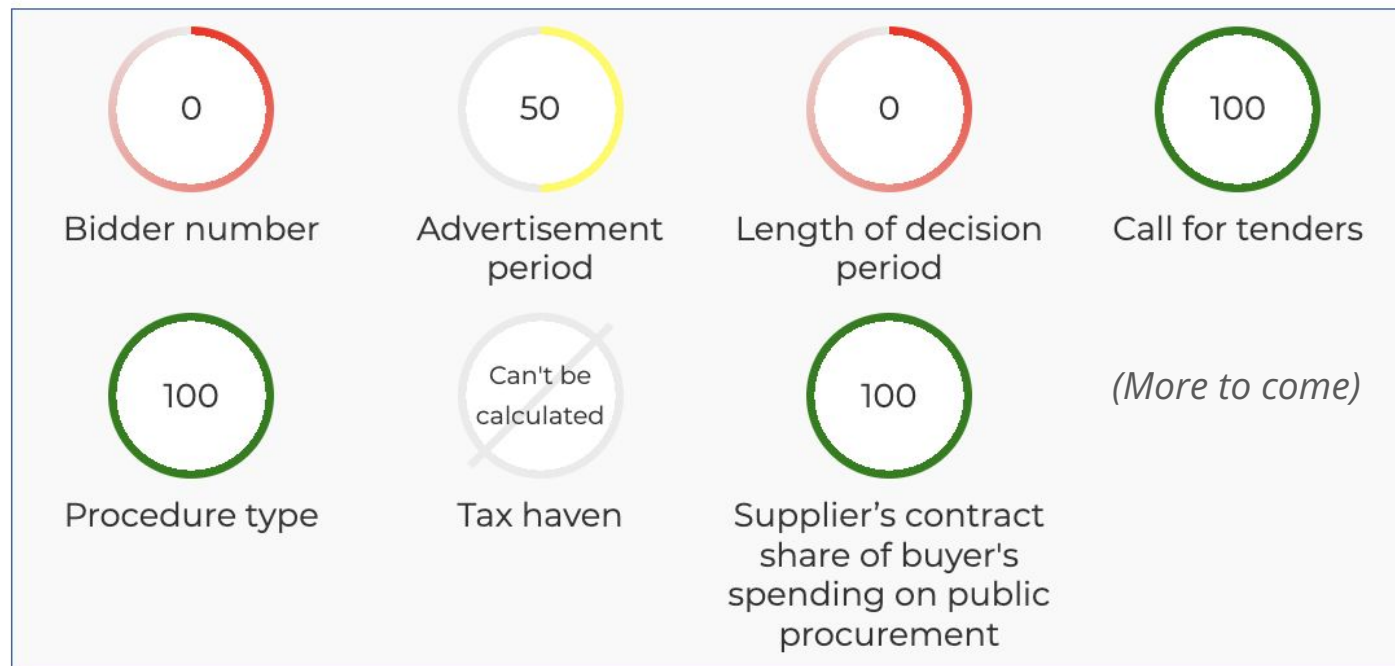 0
50
0
100
Bidder number
Advertisement
period
Length of decision
period
Call for tenders
100
Can't be
calculated
100
(More to come)
Procedure type
Tax haven
Supplier’s contract
share of buyer's
spending on public
procurement